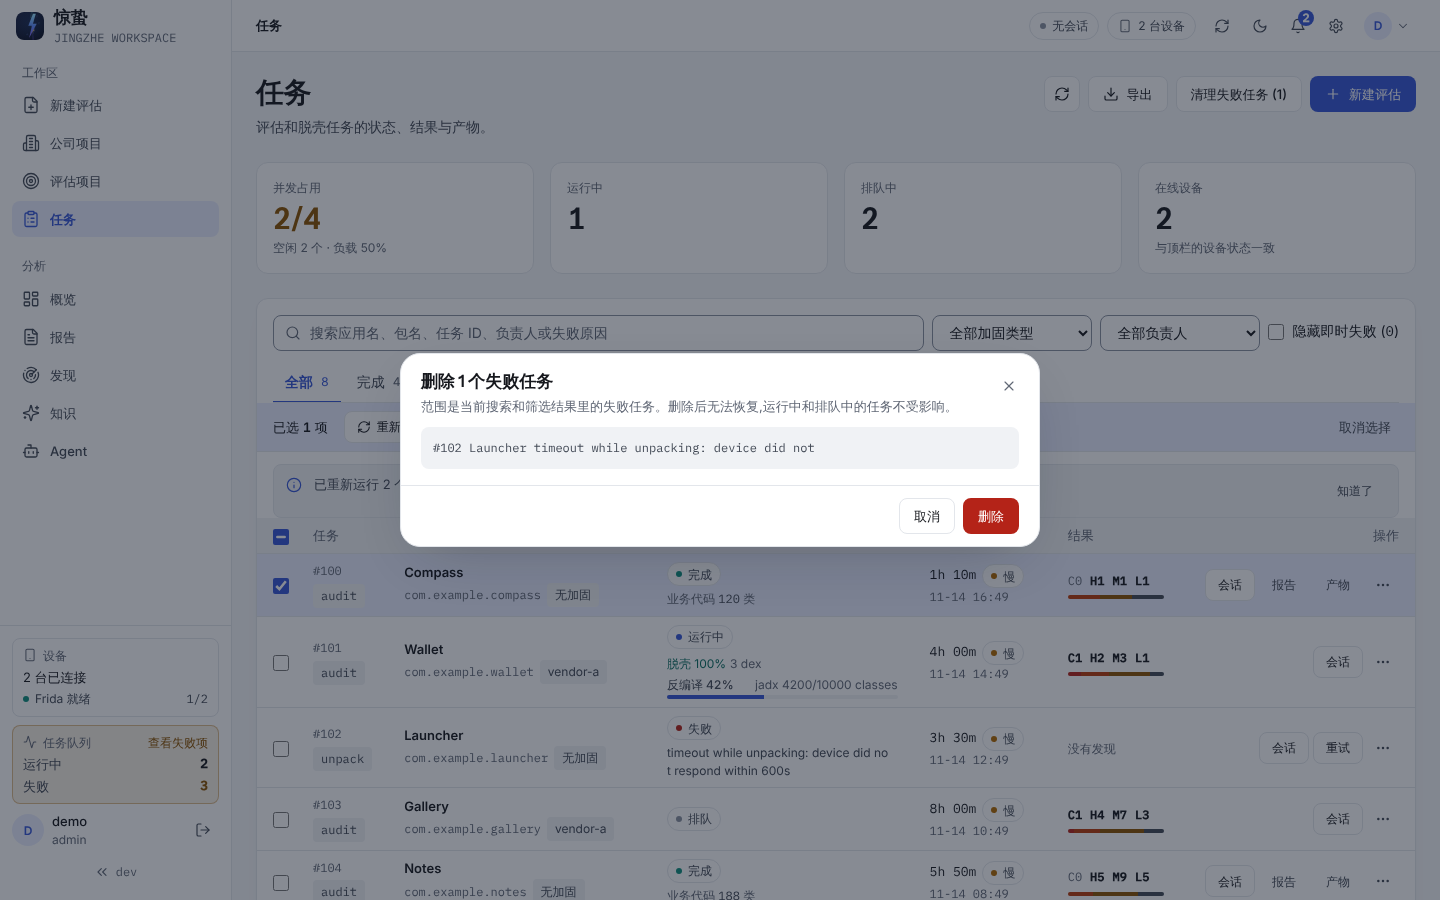 惊蛰
JINGZHE WORKSPACE
工作区
新建评估
公司项目
评估项目
任务
分析
概览
报告
发现
知识
Agent
设备
2 台已连接
Frida 就绪 1/2
任务队列 查看失败项
运行中 2
失败 3
D demo
admin
dev
任务
无会话
2 台设备
2
D
任务
评估和脱壳任务的状态、结果与产物。
导出
清理失败任务 (1)
新建评估
并发占用
2/4
空闲 2 个 · 负载 50%
运行中
1
排队中
2
在线设备
2
与顶栏的设备状态一致
搜索应用名、包名、任务 ID、负责人或失败原因
全部加固类型
全部负责人
隐藏即时失败 (0)
全部 8
完成 4
已选 1 项
重新
取消选择
已重新运行 2
知道了
删除 1 个失败任务
范围是当前搜索和筛选结果里的失败任务。删除后无法恢复,运行中和排队中的任务不受影响。
#102 Launcher timeout while unpacking: device did not
取消
删除
任务
结果
操作
#100
audit
Compass
com.example.compass 无加固
完成
业务代码 120 类
1h 10m 慢
11-14 16:49
C0 H1 M1 L1
会话
报告
产物
#101
audit
Wallet
com.example.wallet vendor-a
运行中
脱壳 100% 3 dex
反编译 42% jadx 4200/10000 classes
4h 00m 慢
11-14 14:49
C1 H2 M3 L1
会话
#102
unpack
Launcher
com.example.launcher 无加固
失败
timeout while unpacking: device did no
t respond within 600s
3h 30m 慢
11-14 12:49
没有发现
会话
重试
#103
audit
Gallery
com.example.gallery vendor-a
排队
8h 00m 慢
11-14 10:49
C1 H4 M7 L3
会话
#104
audit
Notes
com.example.notes 无加固
完成
业务代码 188 类
5h 50m 慢
11-14 08:49
C0 H5 M9 L5
会话
报告
产物